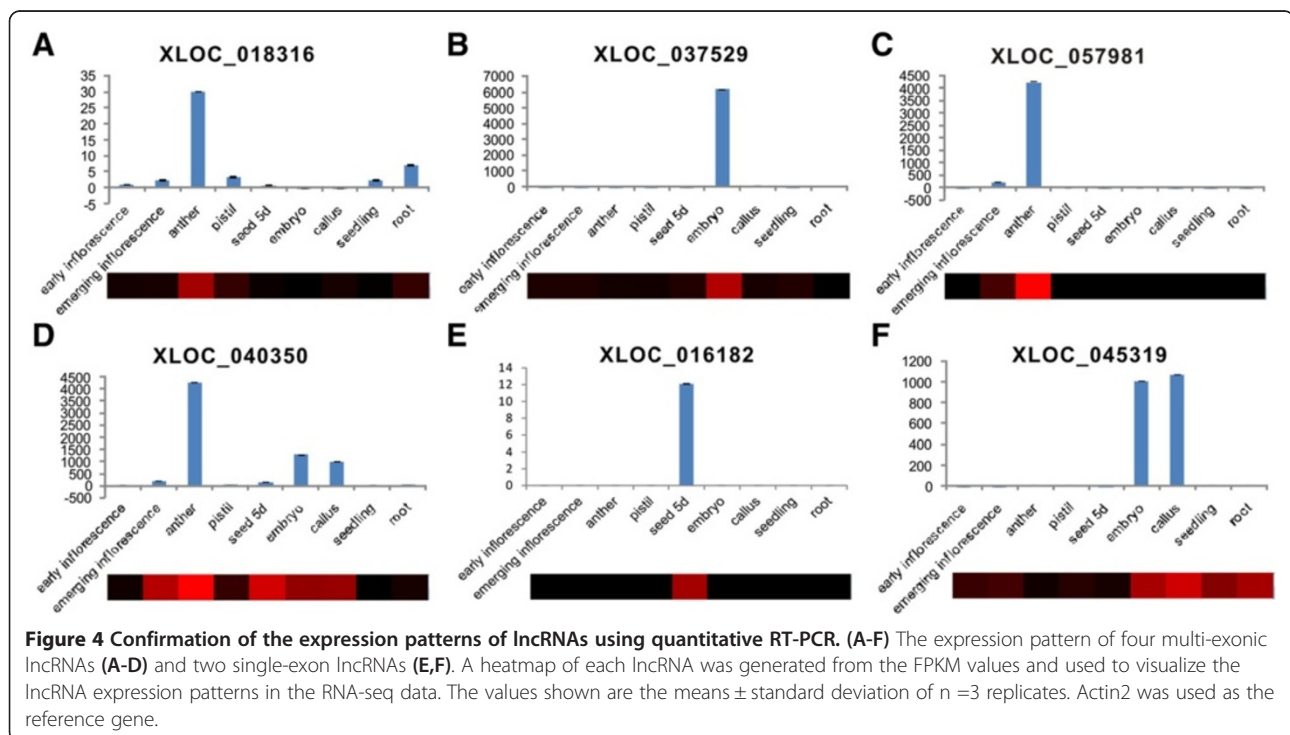 A
XLOC_018316
35
30
25
20
15
10
5
0
-5
early inflorescence
emerging inflorescence
anther
pistil
seed 5d
embryo
callus
seedling
root
B
XLOC_037529
7000
6000
5000
4000
3000
2000
1000
0
early inflorescence
emerging inflorescence
anther
pistil
seed 5d
embryo
callus
seedling
root
C
XLOC_057981
4500
4000
3500
3000
2500
2000
1500
1000
500
0
-500
early inflorescence
emerging inflorescence
anther
pistil
seed 5d
embryo
callus
seedling
root
D
XLOC_040350
4500
4000
3500
3000
2500
2000
1500
1000
500
0
-500
early inflorescence
emerging inflorescence
anther
pistil
seed 5d
embryo
callus
seedling
root
E
XLOC_016182
14
12
10
8
6
4
2
0
early inflorescence
emerging inflorescence
anther
pistil
seed 5d
embryo
callus
seedling
root
F
XLOC_045319
1200
1000
800
600
400
200
0
early inflorescence
emerging inflorescence
anther
pistil
seed 5d
embryo
callus
seedling
root
Figure 4 Confirmation of the expression patterns of lncRNAs using quantitative RT-PCR. (A-F) The expression pattern of four multi-exonic
lncRNAs (A-D) and two single-exon lncRNAs (E,F). A heatmap of each lncRNA was generated from the FPKM values and used to visualize the
lncRNA expression patterns in the RNA-seq data. The values shown are the means ± standard deviation of n =3 replicates. Actin2 was used as the
reference gene.